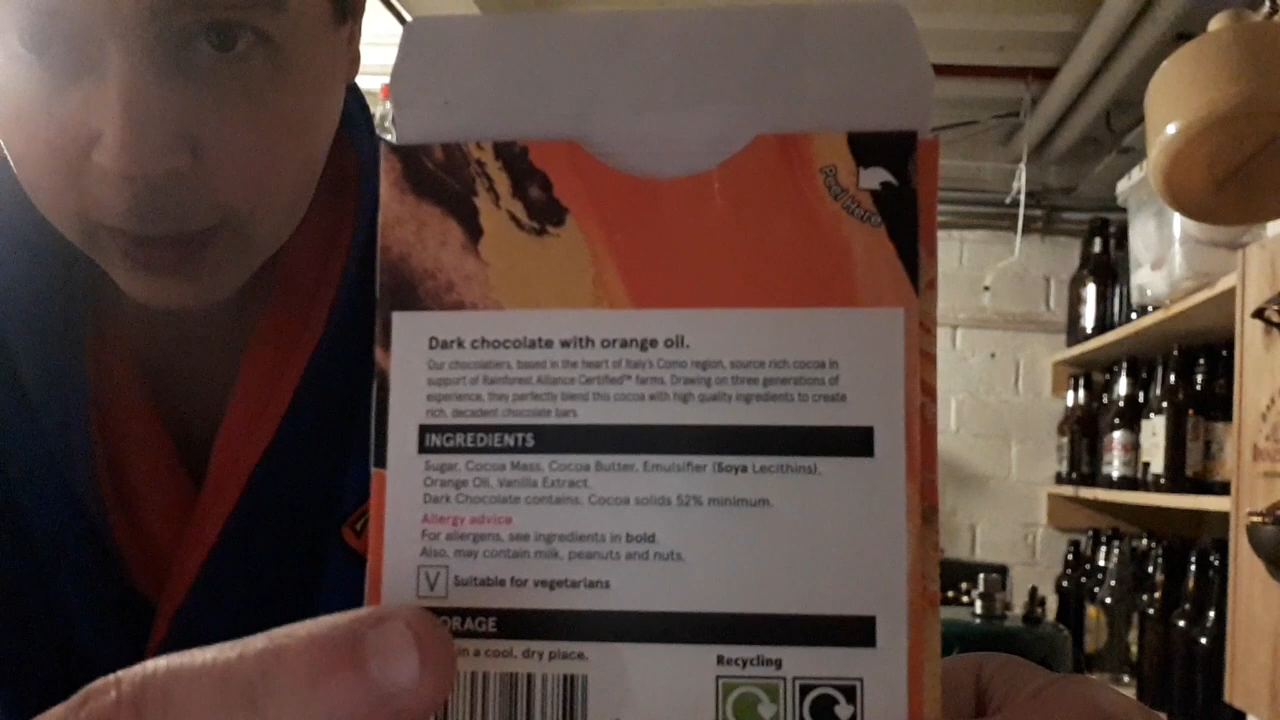 Peel Here
Dark chocolate with orange oil.
Our chocolatiers, based in the heart of Italy's Como region, source rich cocoa in
support of Rainforest Alliance Certified™ farms. Drawing on three generations of
experience, they perfectly blend this cocoa with high quality ingredients to create
rich, decadent chocolate bars.
INGREDIENTS
Sugar, Cocoa Mass, Cocoa Butter, Emulsifier (Soya Lecithins),
Orange Oil, Vanilla Extract.
Dark Chocolate contains: Cocoa solids 52% minimum.
Allergy advice
For allergens, see ingredients in bold.
Also, may contain milk, peanuts and nuts.
V Suitable for vegetarians
ORAGE
in a cool, dry place.
Recycling